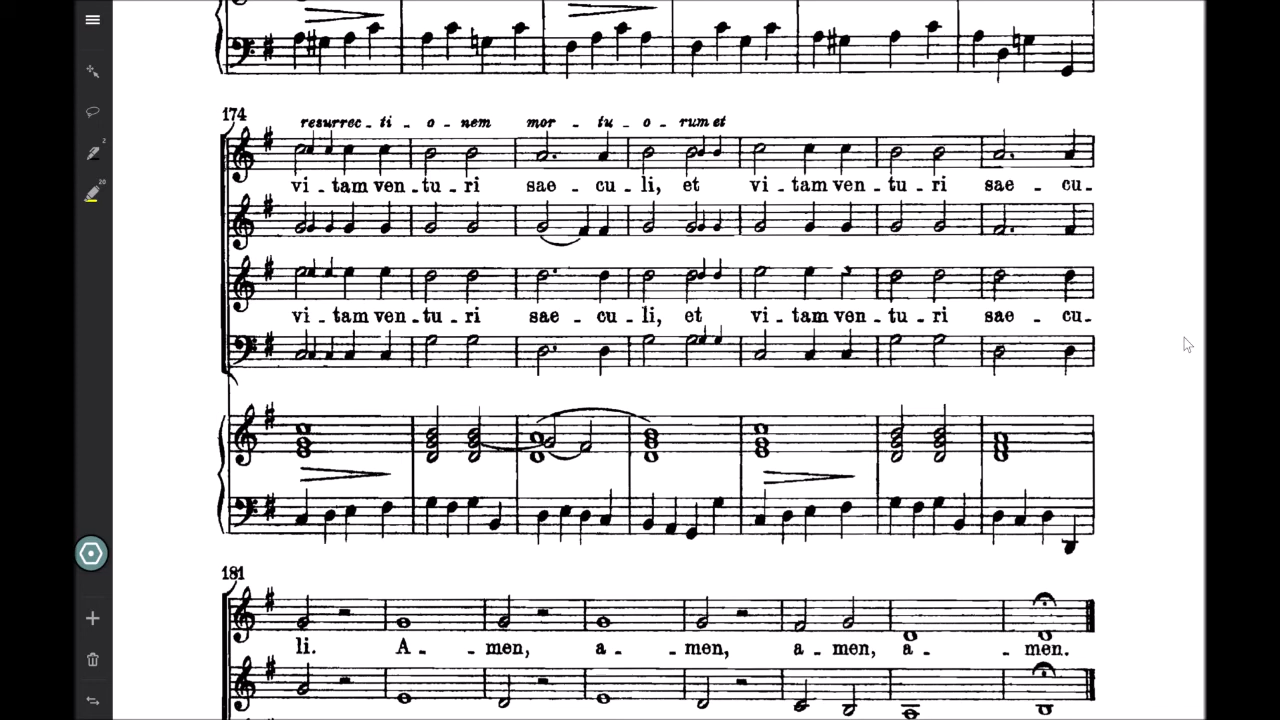 174
resurrec - ti - o - nem mor - tu - o - rum et
vi - tam ven - tu - ri sae - cu - li, et vi - tam ven - tu - ri sae - cu -
vi - tam ven - tu - ri sae - cu - li, et vi - tam ven - tu - ri sae - cu -
181
li. A - - men, a - - men, a - men, a - - men.
2
20